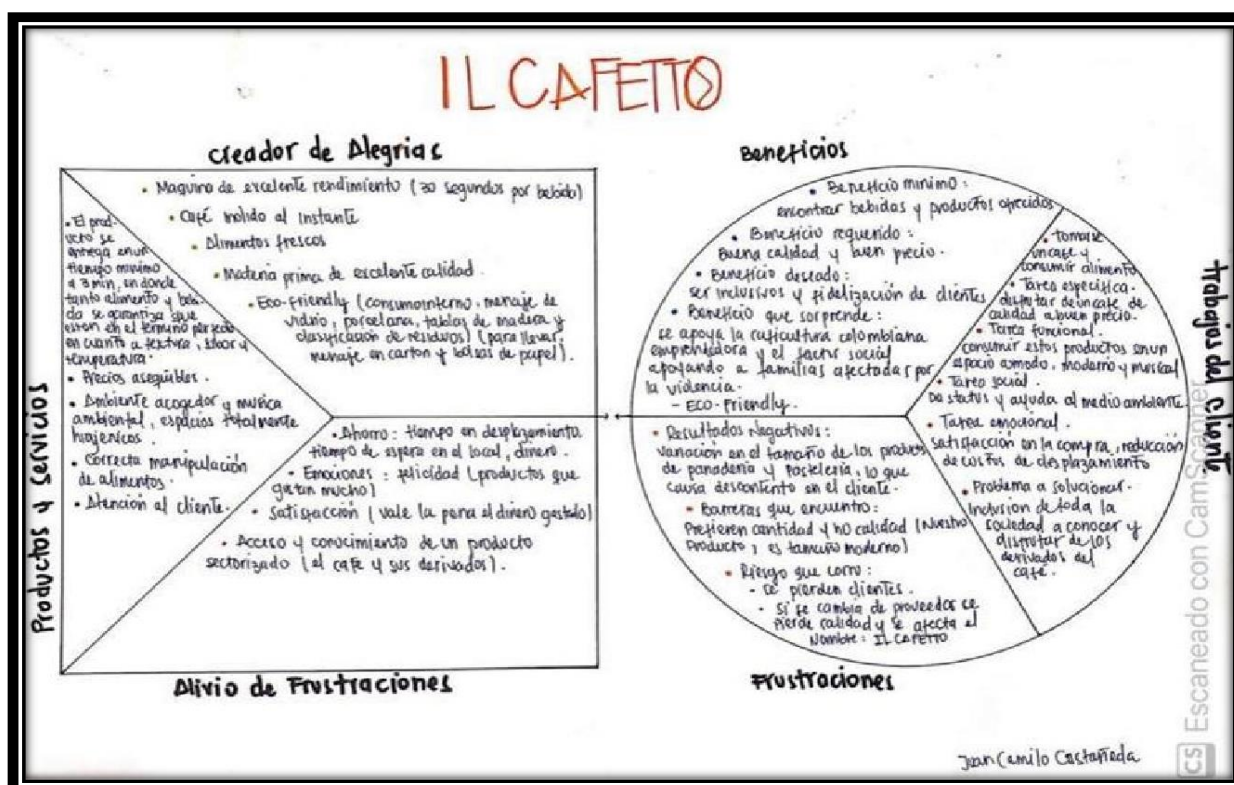 IL CAFETTO
Creador de Alegrias
• Maquina de excelente rendimiento (30 segundos por bebida)
• Café molido al instante
• Alimentos frescos
• Materia prima de excelente calidad.
• Eco-Friendly (consumo interno, menaje de
vidrio, porcelana, tablas de madera y
clasificación de residuos) (para llevar,
menaje en carton y bolsas de papel).
Productos y servicios
• El prod-
ucto se
entrega en un
tiempo minimo
a 3 min, en donde
tanto alimento y bebi-
da se garantiza que
esten en el termino perfecto
en cuanto a textura, sabor y
temperatura.
• Precios asequibles.
• Ambiente acogedor y musica
ambiental, espacios totalmente
higienicos.
• Correcta manipulación
de alimentos.
• Atención al cliente.
• Ahorro: tiempo en desplazamiento,
tiempo de espera en el local, dinero.
• Emociones: felicidad (productos que
gustan mucho)
• Satisfacción (vale la pena el dinero gastado)
• Acceso y conocimiento de un producto
sectorizado (el café y sus derivados).
Alivio de Frustraciones
Beneficios
• Beneficio minimo:
encontrar bebidas y productos ofrecidos
• Beneficio requerido:
Buena calidad y buen precio.
• Beneficio deseado:
ser inclusivos y fidelización de clientes
• Beneficio que sorprende:
se apoya la caficultura colombiana
emprendedora y el factor social
apoyando a familias afectadas por
la violencia.
- Eco-Friendly.
Trabajos del Cliente
• Tomarse
un café y
consumir alimento
• Tarea especifica.
disfrutar de un café de
calidad a buen precio.
• Tarea funcional.
consumir estos productos en un
espacio comodo, moderno y musical
• Tarea social.
Da status y ayuda al medio ambiente
• Tarea emocional.
satisfacción en la compra, reducción
de costos de desplazamiento
• Problema a solucionar.
Inclusion de toda la
sociedad a conocer y
disfrutar de los
derivados del
café.
• Resultados Negativos:
variación en el tamaño de los productos
de panadería y pastelería, lo que
causa descontento en el cliente.
• Barreras que encuentro:
Prefieren cantidad y no calidad (Nuestro
Producto, es tamaño moderno)
• Riesgo que corro:
- se pierden clientes.
- Si se cambia de proveedor se
pierde calidad y se afecta el
Nombre: IL CAFETTO
Frustraciones
Juan Camilo Castañeda
CS Escaneado con CamScanner